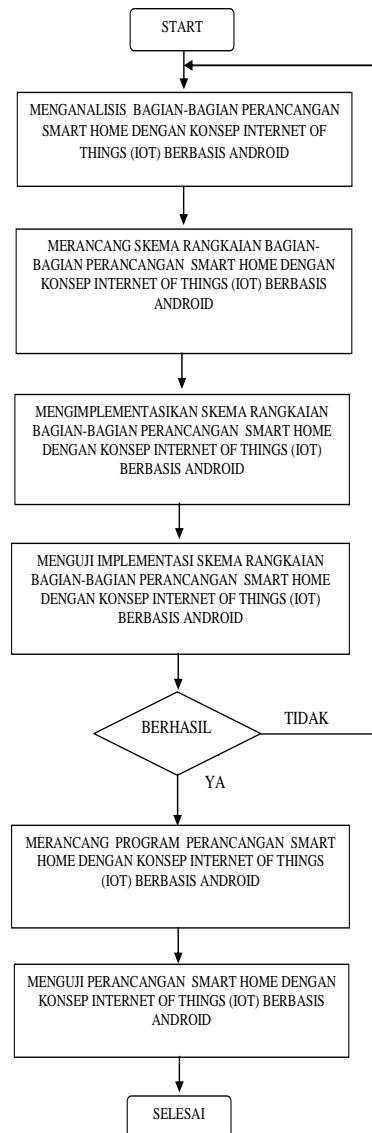 START
MENGANALISIS BAGIAN-BAGIAN PERANCANGAN
SMART HOME DENGAN KONSEP INTERNET OF
THINGS (IOT) BERBASIS ANDROID
MERANCANG SKEMA RANGKAIAN BAGIAN-
BAGIAN PERANCANGAN SMART HOME DENGAN
KONSEP INTERNET OF THINGS (IOT) BERBASIS
ANDROID
MENGIMPLEMENTASIKAN SKEMA RANGKAIAN
BAGIAN-BAGIAN PERANCANGAN SMART HOME
DENGAN KONSEP INTERNET OF THINGS (IOT)
BERBASIS ANDROID
MENGUJI IMPLEMENTASI SKEMA RANGKAIAN
BAGIAN-BAGIAN PERANCANGAN SMART HOME
DENGAN KONSEP INTERNET OF THINGS (IOT)
BERBASIS ANDROID
BERHASIL
TIDAK
YA
MERANCANG PROGRAM PERANCANGAN SMART
HOME DENGAN KONSEP INTERNET OF THINGS
(IOT) BERBASIS ANDROID
MENGUJI PERANCANGAN SMART HOME DENGAN
KONSEP INTERNET OF THINGS (IOT) BERBASIS
ANDROID
SELESAI